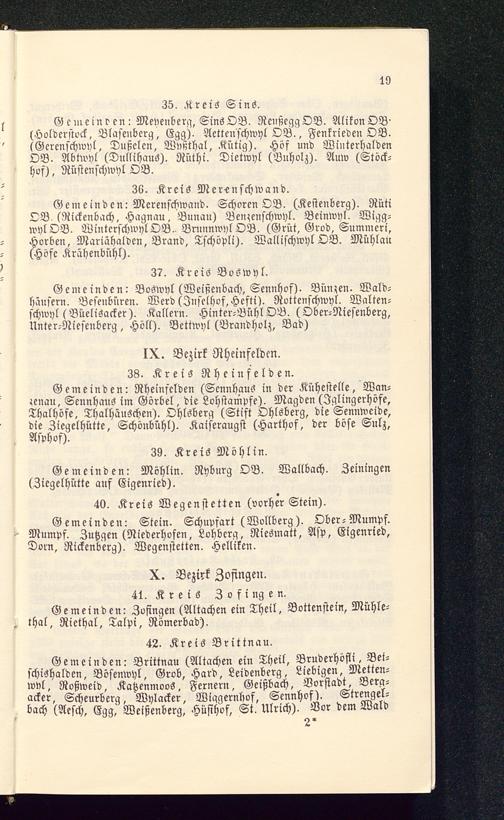 19
35. Kreis Sins.
Gemeinden: Meyenberg, Sins OB. Reußegg OB. Alikon OB.
(Holderstock, Blasenberg, Egg). Aettenschwyl OB., Fenkrieden OB.
(Gerenschwyl, Dußelen, Wyßthal, Kütig). Höf und Winterhalden
OB. Abtwyl (Dullihaus). Rüthi. Dietwyl (Buholz). Auw (Stöck-
hof), Rüstenschwyl OB.
36. Kreis Merenschwand.
Gemeinden: Merenschwand. Schoren OB. (Kestenberg). Rüti
OB. (Rickenbach, Hagnau, Bunau) Benzenschwyl. Beinwyl. Wigg-
wyl OB. Winterschwyl OB. Brunnwyl OB. (Grüt, Grod, Summeri,
Horben, Mariähalden, Brand, Tschöpli). Wallischwyl OB. Mühlau
(Höfe Krähenbühl).
37. Kreis Boswyl.
Gemeinden: Boswyl (Weißenbach, Sennhof). Bünzen. Wald-
häusern. Besenbüren. Werd (Inselhof, Hefti). Rottenschwyl. Walten-
schwyl (Büelisacker). Kallern. Hinter-Bühl OB. (Ober-Niesenberg,
Unter-Niesenberg, Höll). Bettwyl (Brandholz, Bad)
IX. Bezirk Rheinfelden.
38. Kreis Rheinfelden.
Gemeinden: Rheinfelden (Sennhaus in der Kühestelle, Wan-
zenau, Sennhaus im Görbel, die Lohstampfe). Magden (Iglingerhöfe,
Thalhöfe, Thalhäuschen). Ohlsberg (Stift Ohlsberg, die Sennweide,
die Ziegelhütte, Schönbühl). Kaiseraugst (Harthof, der böse Sulz,
Asphof).
39. Kreis Möhlin.
Gemeinden: Möhlin. Ryburg OB. Wallbach. Zeiningen
(Ziegelhütte auf Eigenried).
40. Kreis Wegenstetten (vorher Stein).
Gemeinden: Stein. Schupfart (Wollberg). Ober-Mumpf.
Mumpf. Zuzgen (Niederhofen, Lohberg, Riesmatt, Asp, Eigenried,
Dorn, Rickenberg). Wegenstetten. Helliken.
X. Bezirk Zofingen.
41. Kreis Zofingen.
Gemeinden: Zofingen (Altachen ein Theil, Bottenstein, Mühle-
thal, Riethal, Talpi, Römerbad).
42. Kreis Brittnau.
Gemeinden: Brittnau (Altachen ein Theil, Bruderhöfli, Bet-
schishalden, Bösenwyl, Grob, Hard, Leidenberg, Liebigen, Metten-
wyl, Roßweid, Katzenmoos, Fernern, Geißbach, Vorstadt, Berg-
acker, Scheurberg, Wylacker, Wiggernhof, Sennhof). Strengel-
bach (Aesch, Egg, Weißenberg, Hüsthof, St. Ulrich). Vor dem Wald
2*